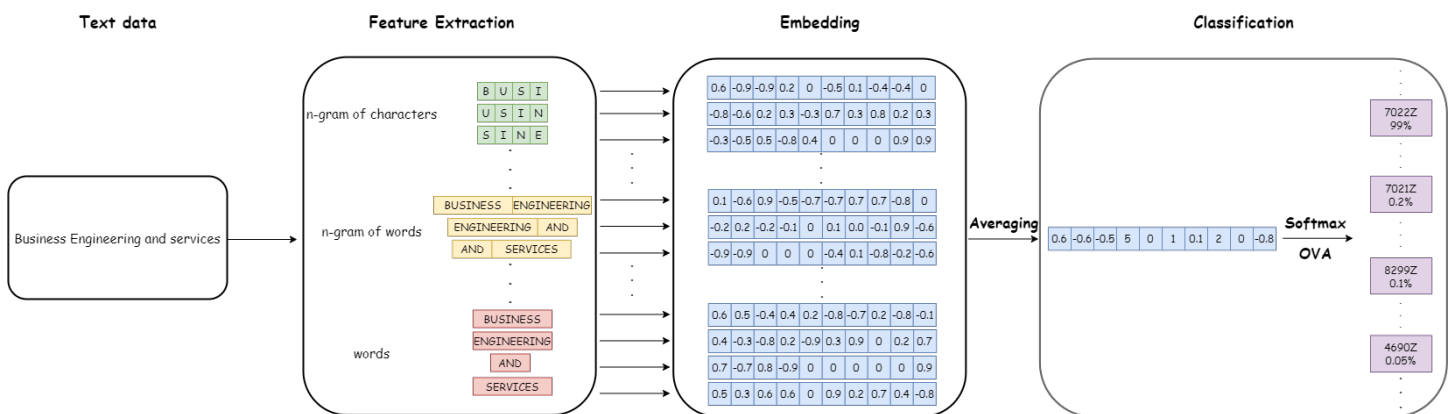 Text data
Feature Extraction
Embedding
Classification
Business Engineering and services
n-gram of characters
B U S I
U S I N
S I N E
n-gram of words
BUSINESS ENGINEERING
ENGINEERING AND
AND SERVICES
words
BUSINESS
ENGINEERING
AND
SERVICES
0.6 -0.9 -0.9 0.2 0 -0.5 0.1 -0.4 -0.4 0
-0.8 -0.6 0.2 0.3 -0.3 0.7 0.3 0.8 0.2 0.3
-0.3 -0.5 0.5 -0.8 0.4 0 0 0 0.9 0.9
0.1 -0.6 0.9 -0.5 -0.7 -0.7 0.7 0.7 -0.8 0
-0.2 0.2 -0.2 -0.1 0 0.1 0.0 -0.1 0.9 -0.6
-0.9 -0.9 0 0 0 -0.4 0.1 -0.8 -0.2 -0.6
0.6 0.5 -0.4 0.4 0.2 -0.8 -0.7 0.2 -0.8 -0.1
0.4 -0.3 -0.8 0.2 -0.9 0.3 0.9 0 0.2 0.7
0.7 -0.7 0.8 -0.9 0 0 0 0 0 0.9
0.5 0.3 0.6 0.6 0 0.9 0.2 0.7 0.4 -0.8
Averaging
0.6 -0.6 -0.5 5 0 1 0.1 2 0 -0.8
Softmax
OVA
7022Z
99%
7021Z
0.2%
8299Z
0.1%
4690Z
0.05%